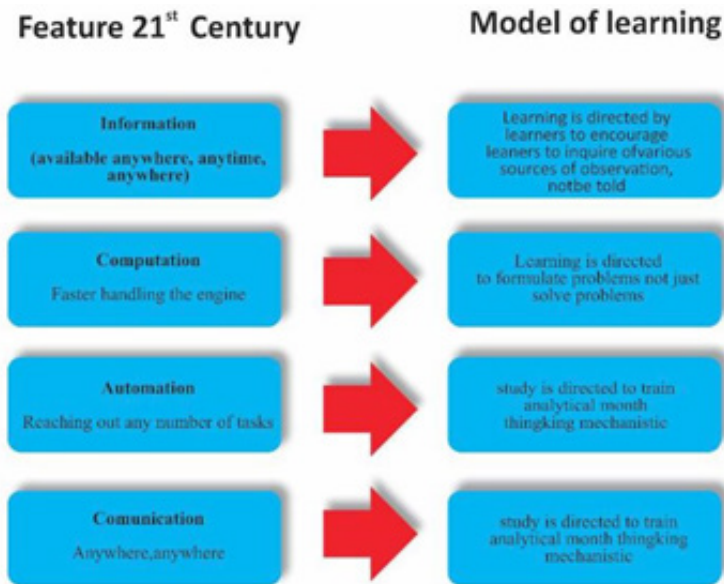 Feature 21st Century
Model of learning
Information
(available anywhere, anytime,
anywhere)
Learning is directed by
learners to encourage
leaners to inquire ofvarious
sources of observation,
notbe told
Computation
Faster handling the engine
Learning is directed
to formulate problems not just
solve problems
Automation
Reaching out any number of tasks
study is directed to train
analytical month
thingking mechanistic
Comunication
Anywhere,anywhere
study is directed to train
analytical month thingking
mechanistic